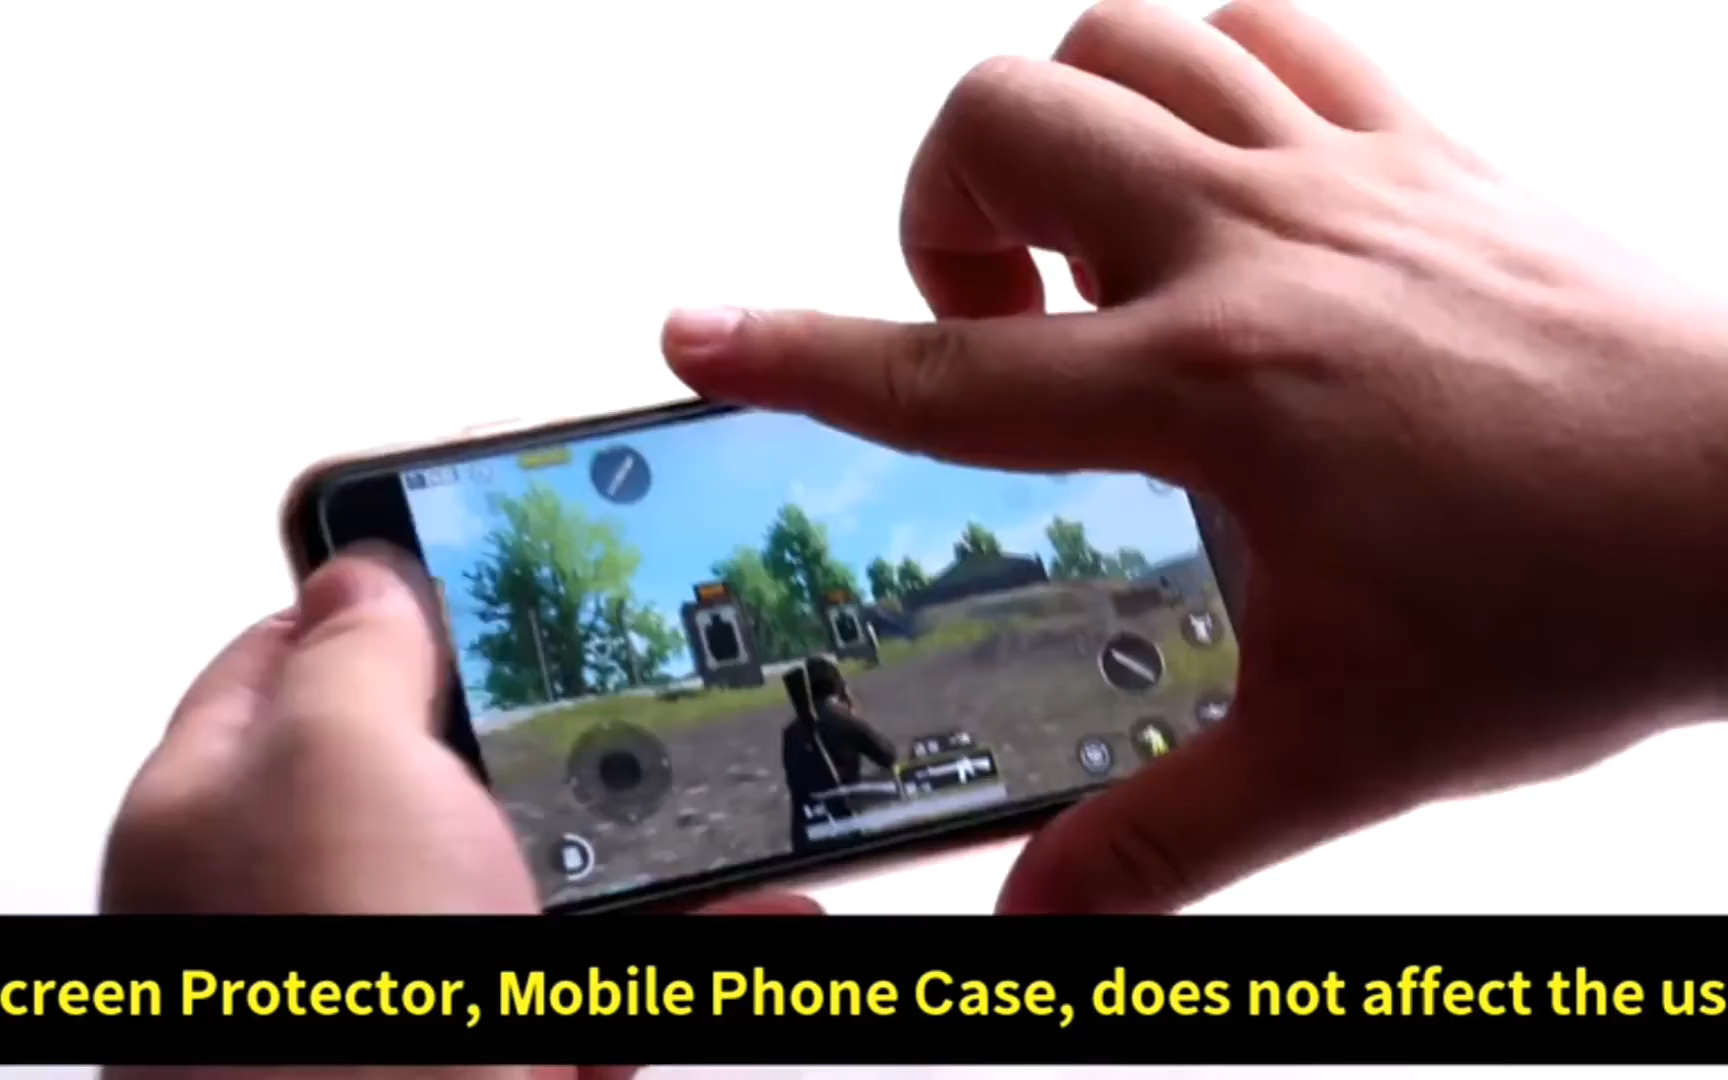 creen Protector, Mobile Phone Case, does not affect the us